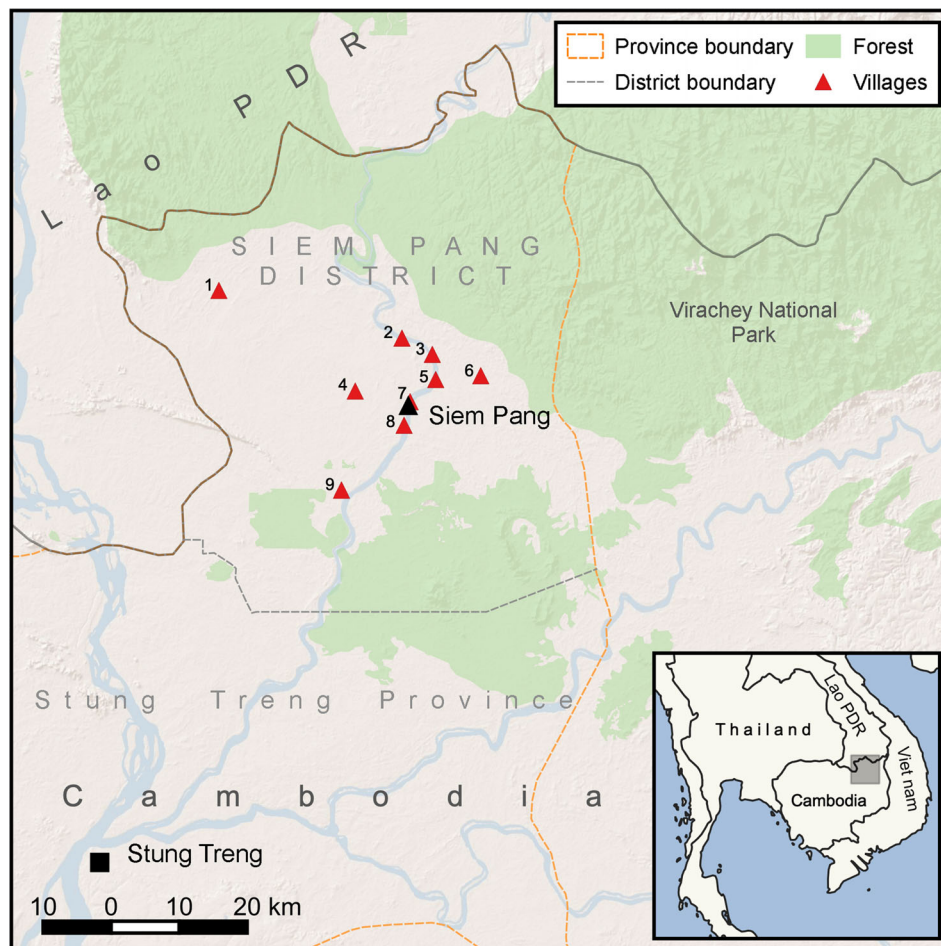 Province boundary
Forest
District boundary
Villages
Lao PDR
SIEM PANG
DISTRICT
1
2
3
4
5
6
7
8
9
Siem Pang
Virachey National
Park
Stung Treng Province
Cambodia
Stung Treng
10 0 10 20 km
Thailand
Lao PDR
Viet nam
Cambodia